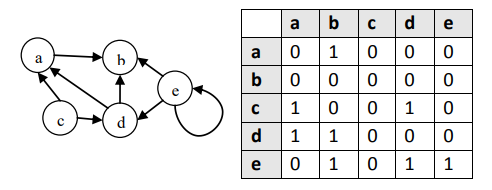 a
b
e
c
d
a b c d e
a 0 1 0 0 0
b 0 0 0 0 0
c 1 0 0 1 0
d 1 1 0 0 0
e 0 1 0 1 1